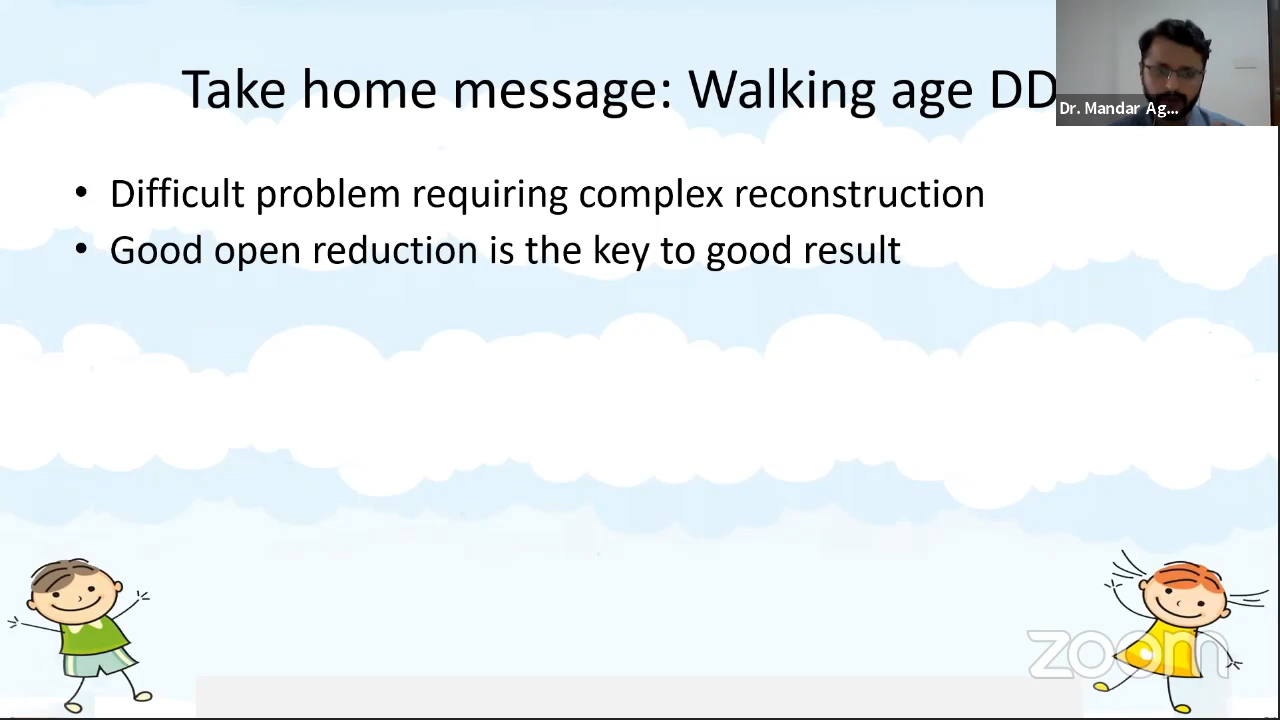 Take home message: Walking age DD
Dr. Mandar Ag...
• Difficult problem requiring complex reconstruction
• Good open reduction is the key to good result
zoom